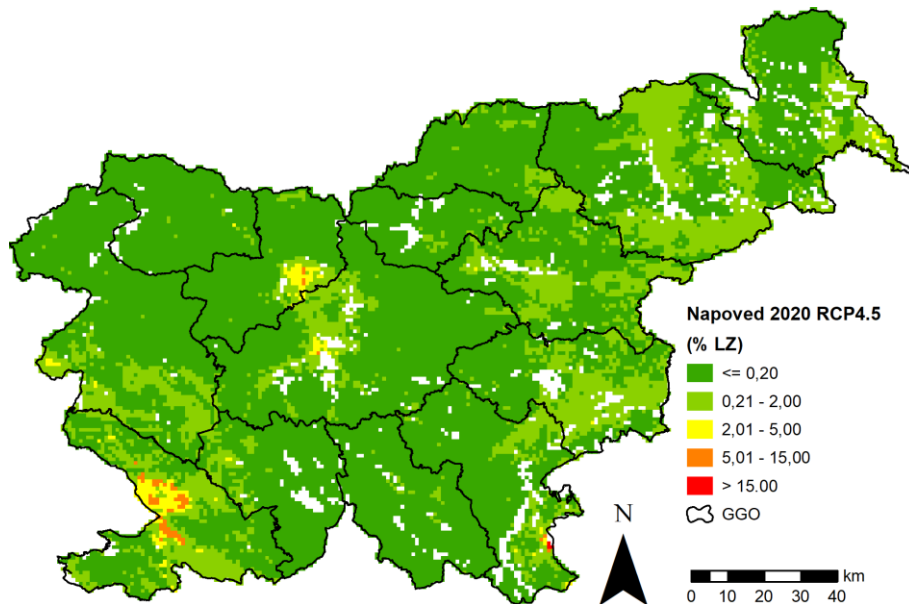 Napoved 2020 RCP4.5
(% LZ)
<= 0,20
0,21 - 2,00
2,01 - 5,00
5,01 - 15,00
> 15.00
GGO
N
km
0 10 20 30 40